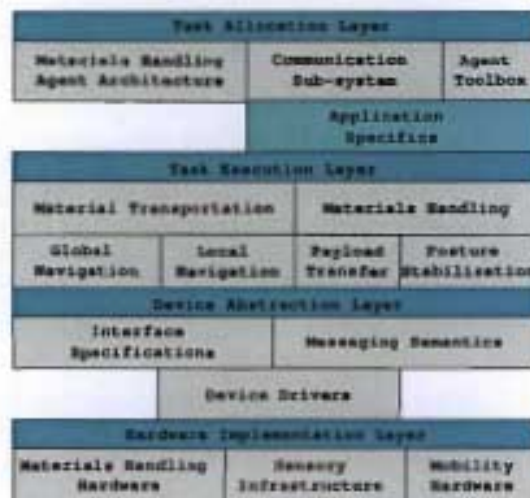 Task Allocation Layer
Materials Handling
Agent Architecture
Communication
Sub-system
Agent
Toolbox
Application
Specifics
Task Execution Layer
Material Transportation
Materials Handling
Global
Navigation
Local
Navigation
Payload
Transfer
Posture
Stabilization
Device Abstraction Layer
Interface
Specifications
Messaging Semantics
Device Drivers
Hardware Implementation Layer
Materials Handling
Hardware
Sensory
Infrastructure
Mobility
Hardware